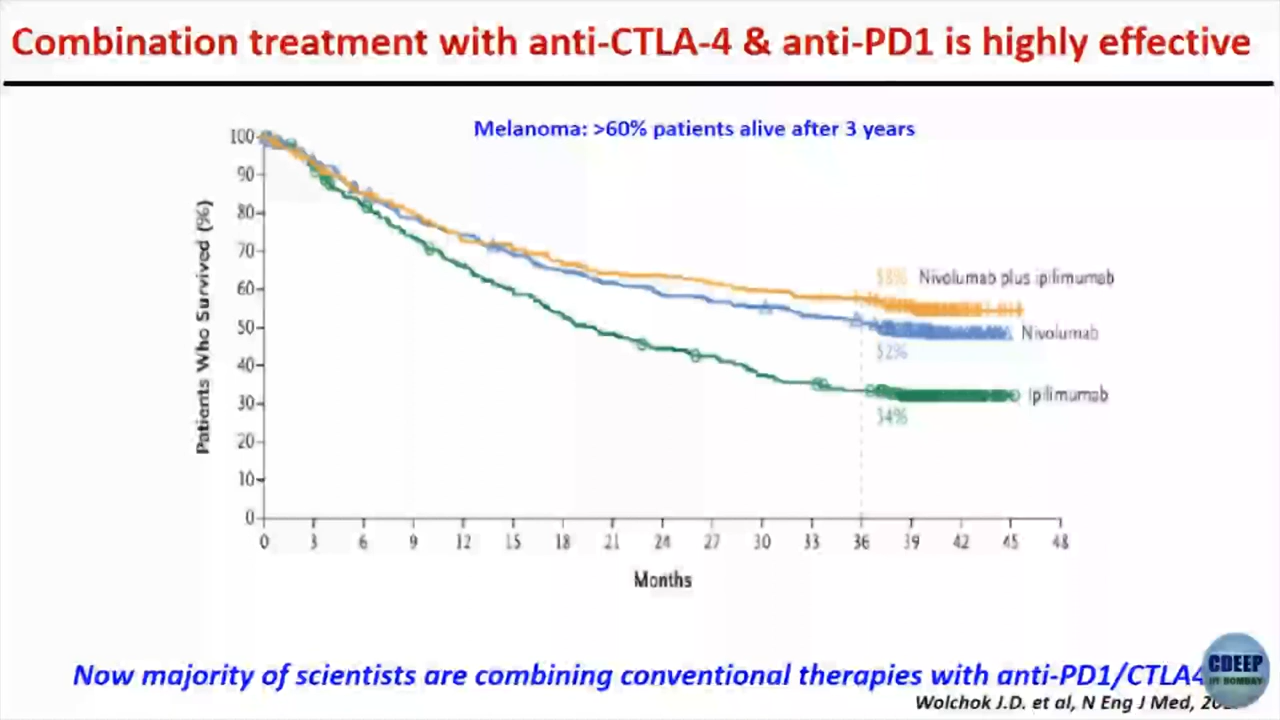 Combination treatment with anti-CTLA-4 & anti-PD1 is highly effective
Melanoma: >60% patients alive after 3 years
Patients Who Survived (%)
100
90
80
70
60
50
40
30
20
10
0
58% Nivolumab plus ipilimumab
Nivolumab
52%
Ipilimumab
34%
0 3 6 9 12 15 18 21 24 27 30 33 36 39 42 45 48
Months
Now majority of scientists are combining conventional therapies with anti-PD1/CTLA4
CDEEP
IIT BOMBAY
Wolchok J.D. et al, N Eng J Med,